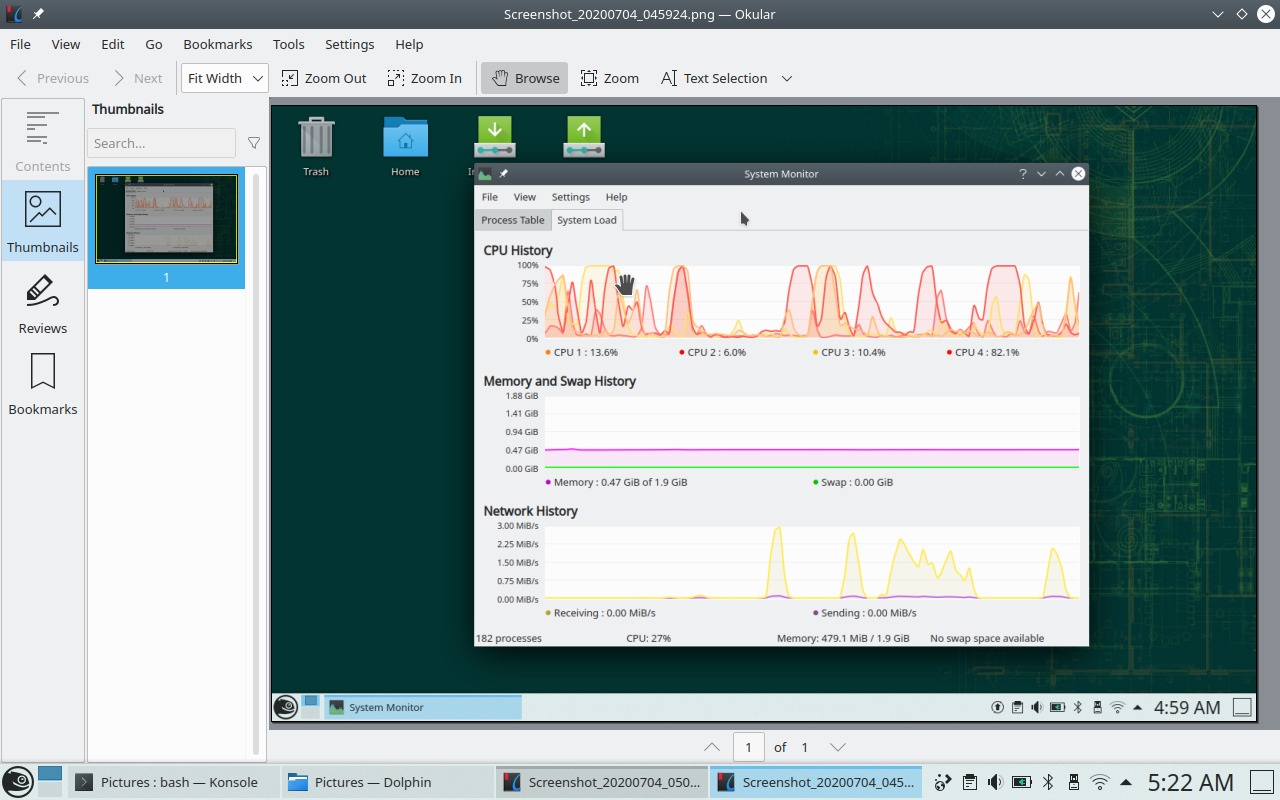 Screenshot_20200704_045924.png — Okular
File View Edit Go Bookmarks Tools Settings Help
Previous Next Fit Width Zoom Out Zoom In Browse Zoom Text Selection
Contents
Thumbnails
Reviews
Bookmarks
Thumbnails
Search...
1
Trash Home
System Monitor
File View Settings Help
Process Table System Load
CPU History
100%
75%
50%
25%
0%
CPU 1 : 13.6% CPU 2 : 6.0% CPU 3 : 10.4% CPU 4 : 82.1%
Memory and Swap History
1.88 GiB
1.41 GiB
0.94 GiB
0.47 GiB
0.00 GiB
Memory : 0.47 GiB of 1.9 GiB Swap : 0.00 GiB
Network History
3.00 MiB/s
2.25 MiB/s
1.50 MiB/s
0.75 MiB/s
0.00 MiB/s
Receiving : 0.00 MiB/s Sending : 0.00 MiB/s
182 processes CPU: 27% Memory: 479.1 MiB / 1.9 GiB No swap space available
System Monitor 4:59 AM
1 of 1
Pictures : bash — Konsole Pictures — Dolphin Screenshot_20200704_050... Screenshot_20200704_045... 5:22 AM